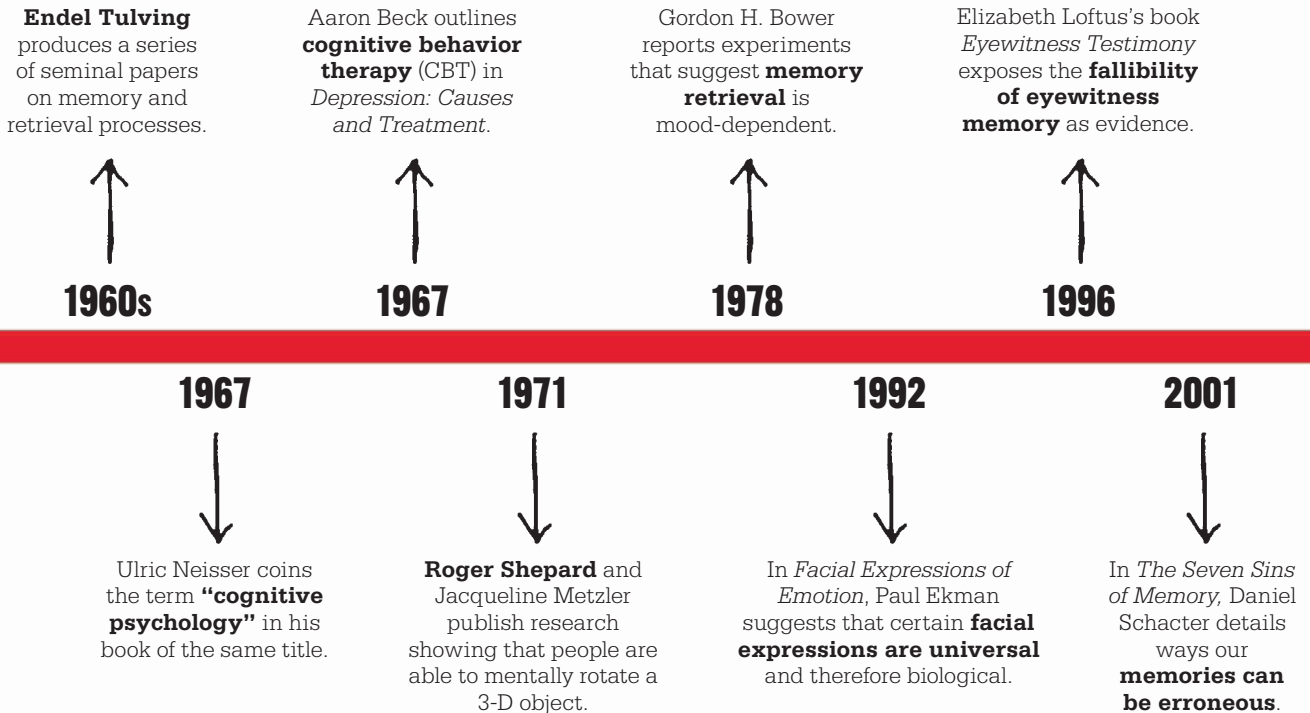 Endel Tulving
produces a series
of seminal papers
on memory and
retrieval processes.
1960s
Aaron Beck outlines
cognitive behavior
therapy (CBT) in
Depression: Causes
and Treatment.
1967
Gordon H. Bower
reports experiments
that suggest memory
retrieval is
mood-dependent.
1978
Elizabeth Loftus’s book
Eyewitness Testimony
exposes the fallibility
of eyewitness
memory as evidence.
1996
1967
Ulric Neisser coins
the term “cognitive
psychology” in his
book of the same title.
1971
Roger Shepard and
Jacqueline Metzler
publish research
showing that people are
able to mentally rotate a
3-D object.
1992
In Facial Expressions of
Emotion, Paul Ekman
suggests that certain facial
expressions are universal
and therefore biological.
2001
In The Seven Sins
of Memory, Daniel
Schacter details
ways our
memories can
be erroneous.